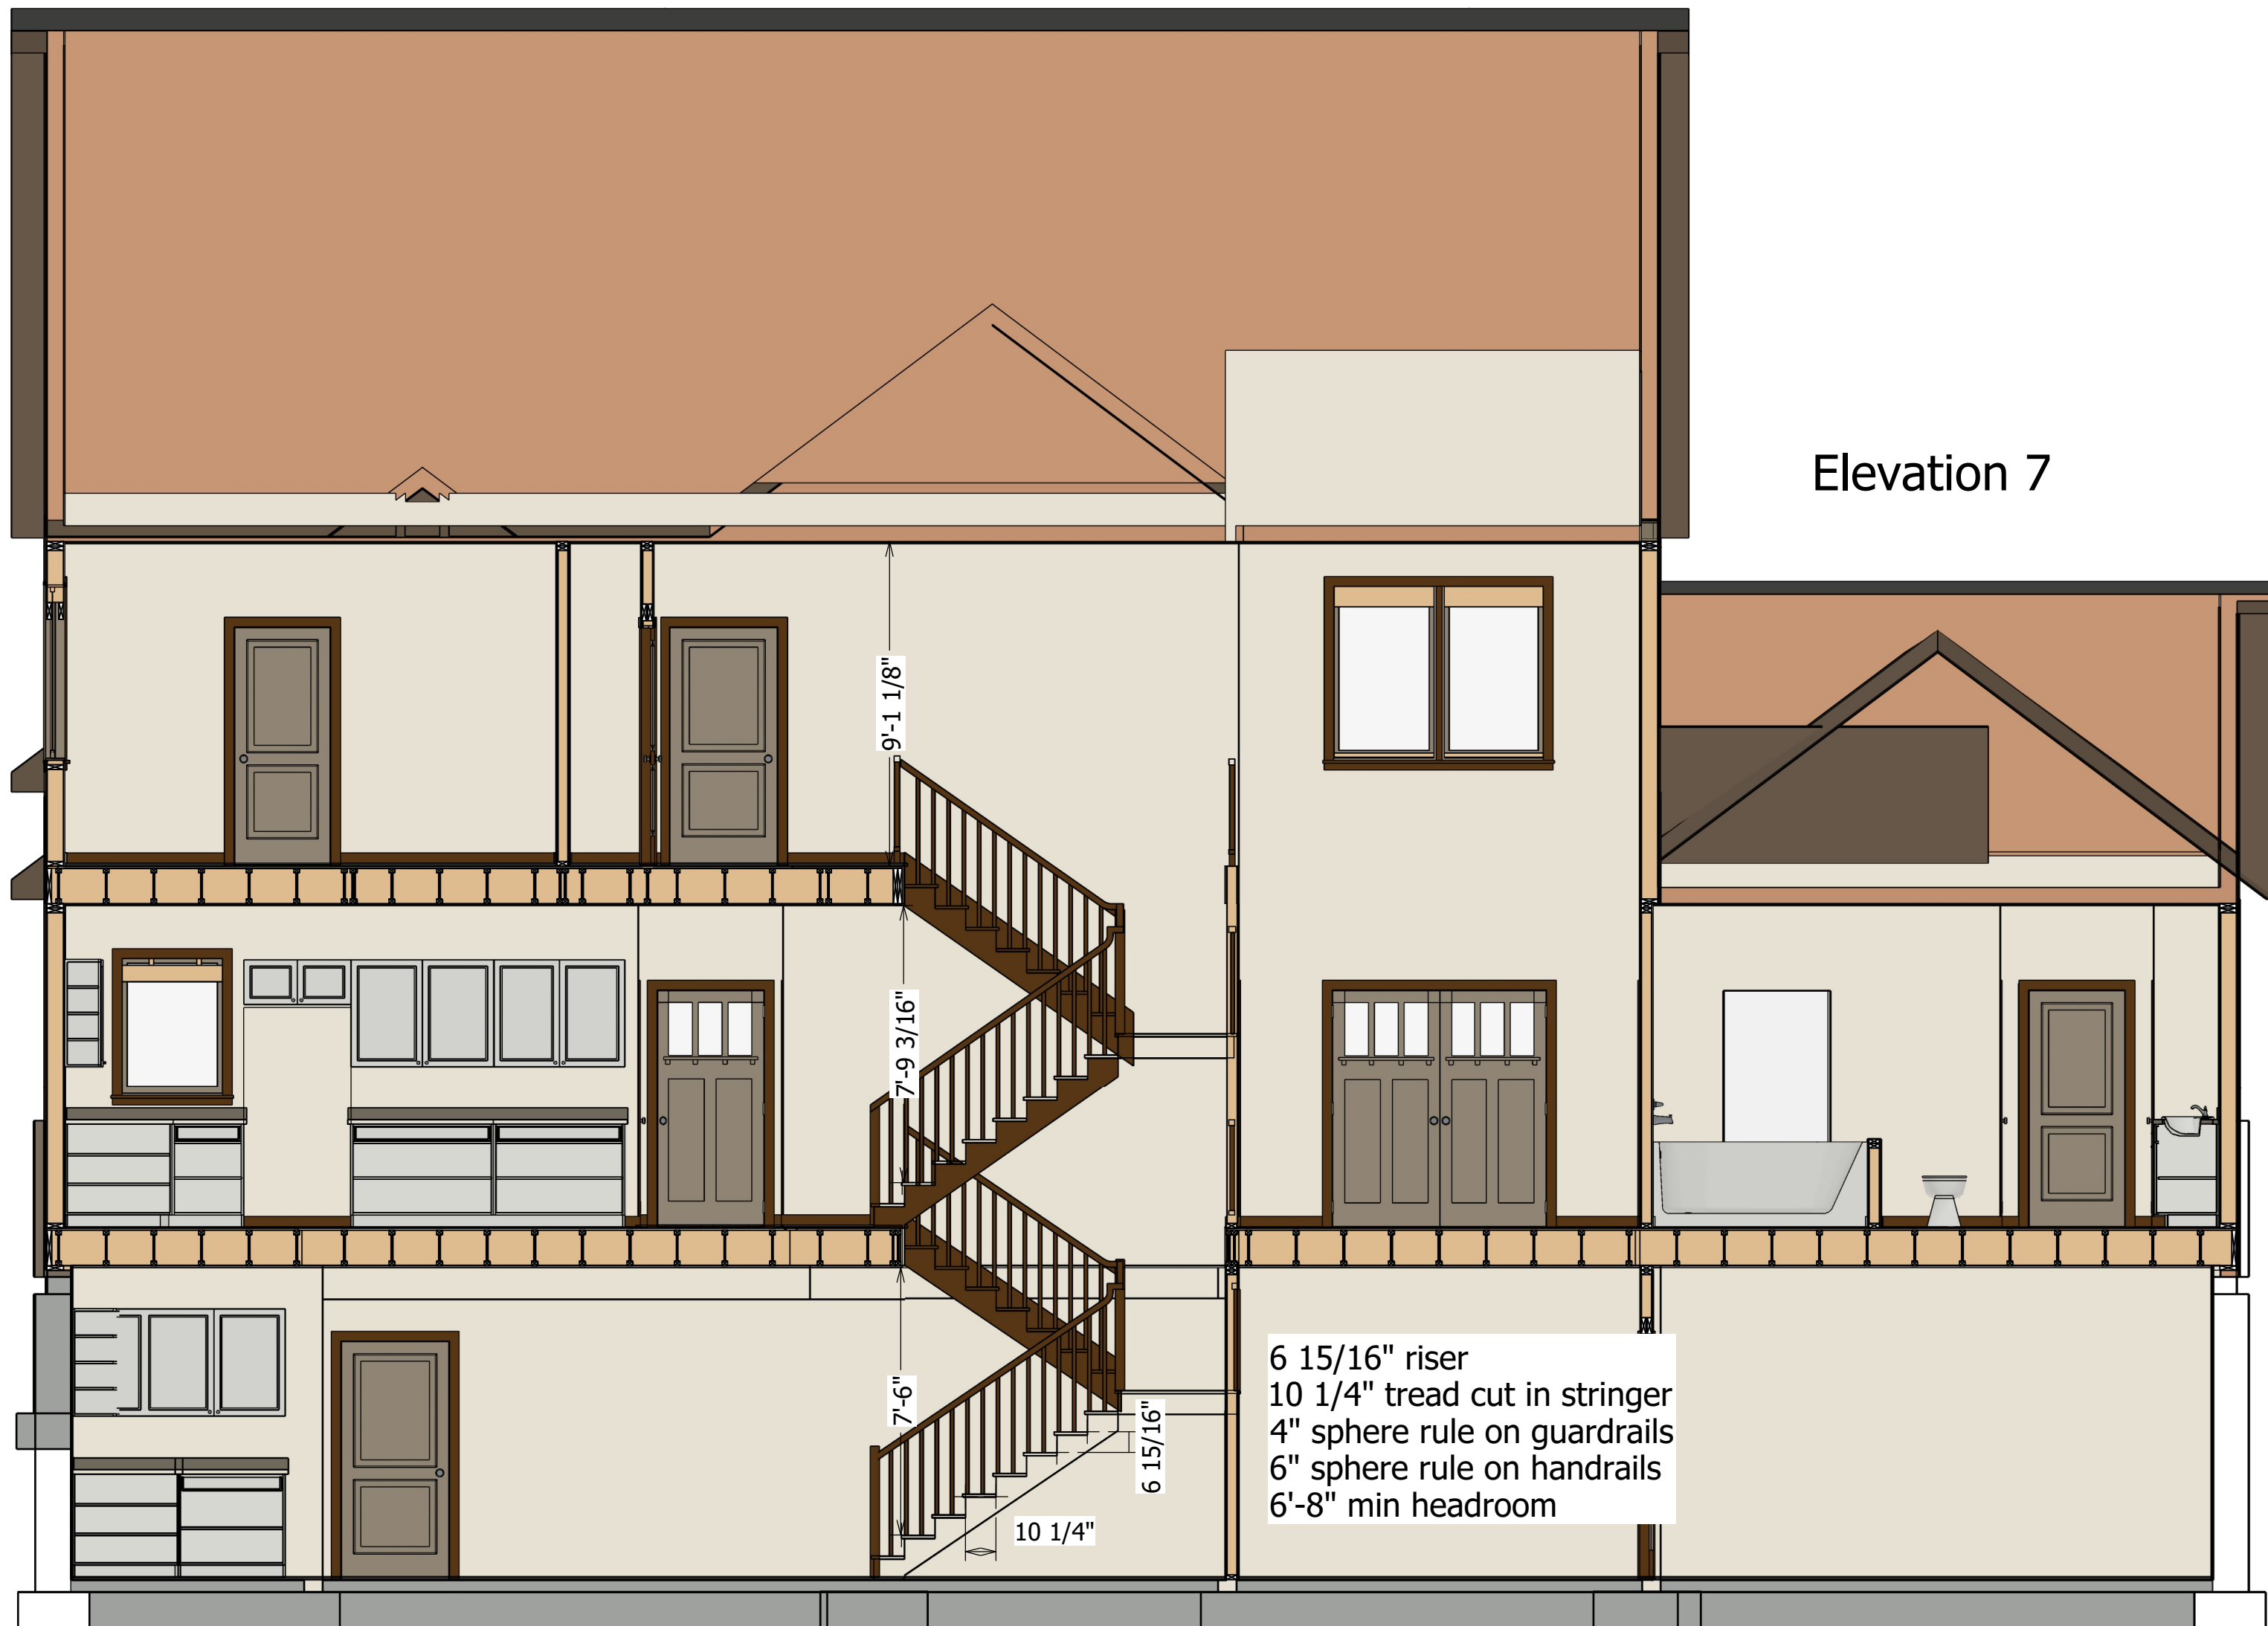 Elevation 7
9'-1 1/8"
7'-9 3/16"
7'-6"
6 15/16"
10 1/4"
6 15/16" riser
10 1/4" tread cut in stringer
4" sphere rule on guardrails
6" sphere rule on handrails
6'-8" min headroom